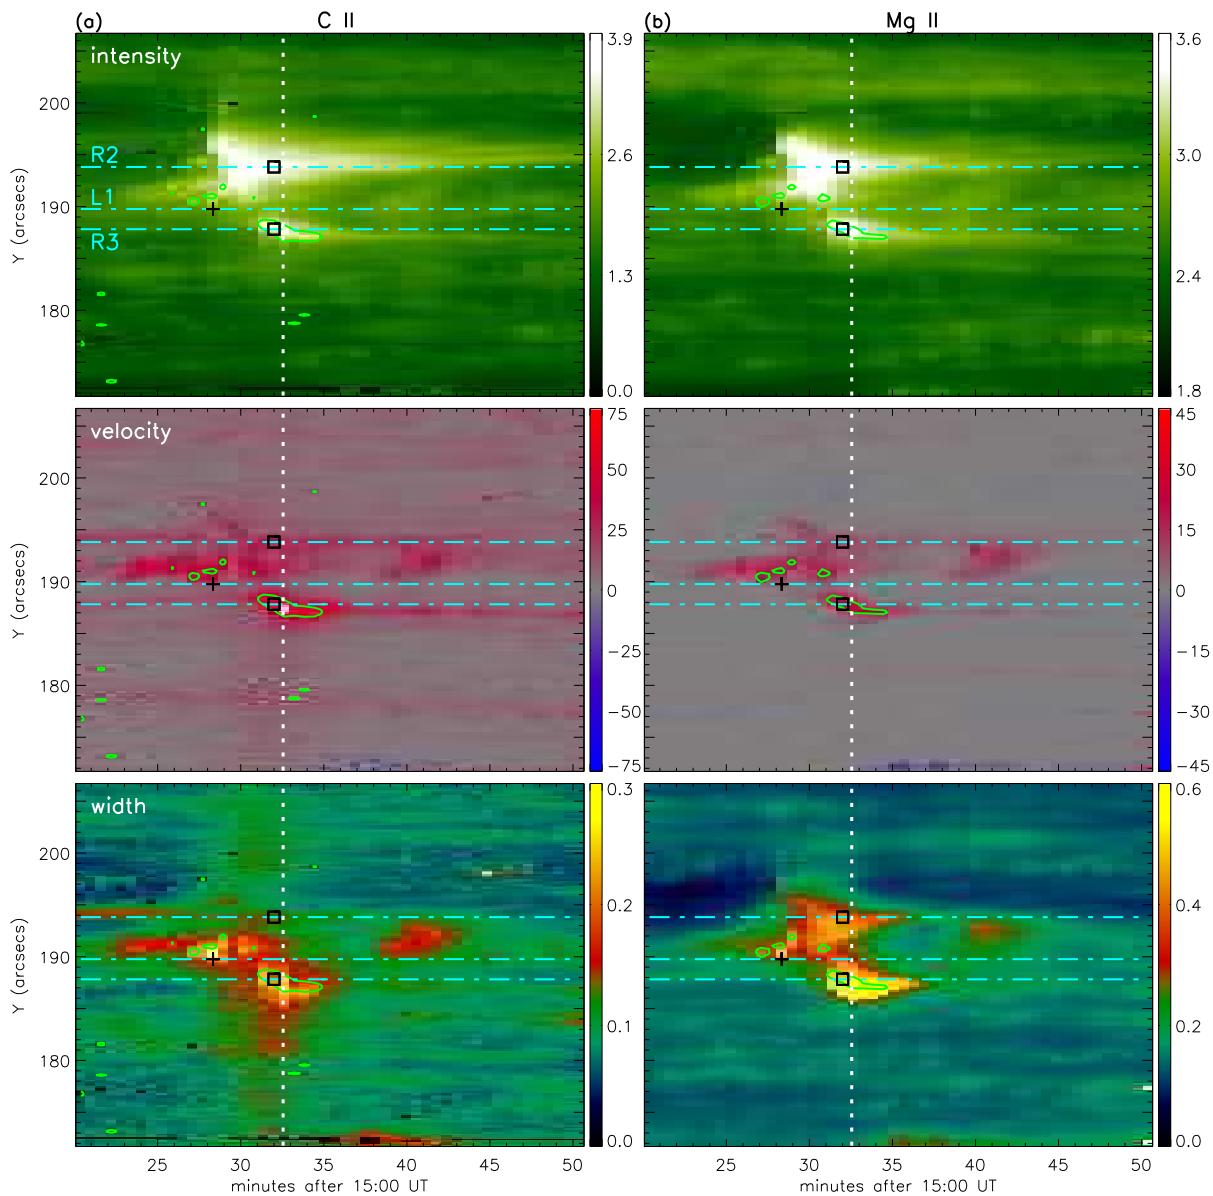 (a) C II
(b) Mg II
intensity
R2
L1
R3
Y (arcsecs)
200
190
180
3.9
2.6
1.3
0.0
3.6
3.0
2.4
1.8
velocity
Y (arcsecs)
200
190
180
75
50
25
0
−25
−50
−75
45
30
15
0
−15
−30
−45
width
Y (arcsecs)
200
190
180
0.3
0.2
0.1
0.0
0.6
0.4
0.2
0.0
25 30 35 40 45 50
minutes after 15:00 UT
25 30 35 40 45 50
minutes after 15:00 UT